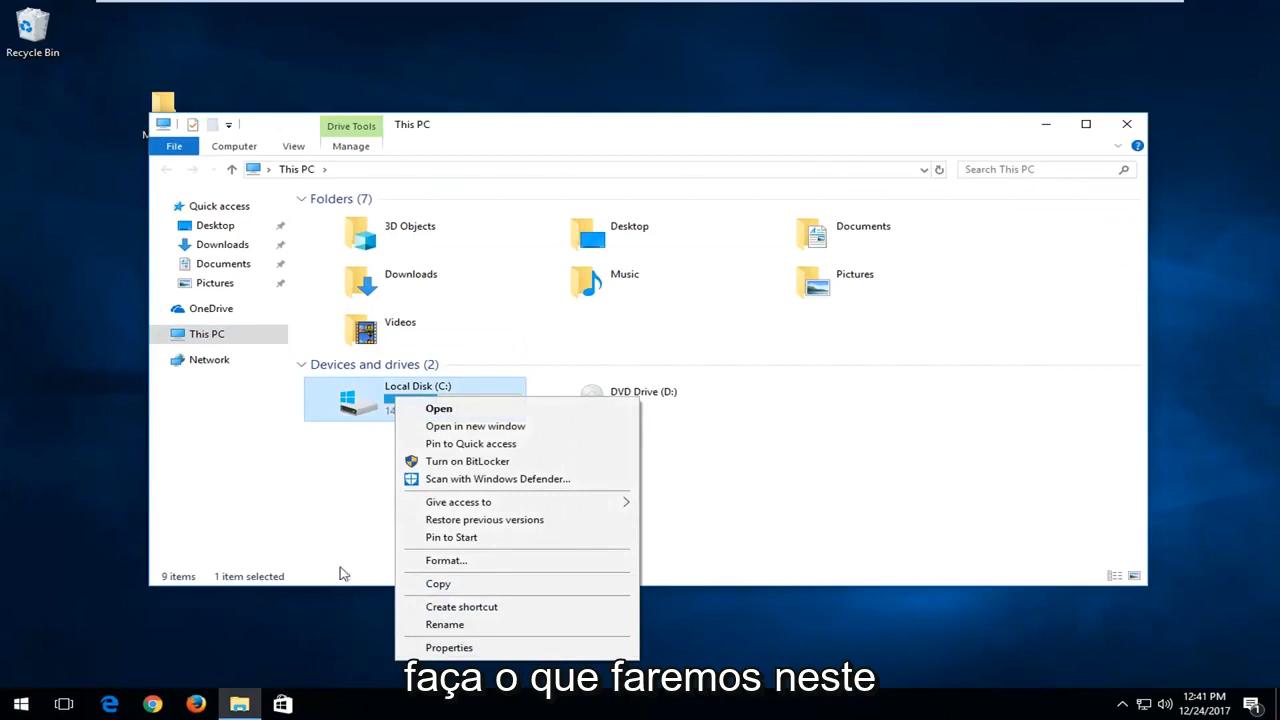 Recycle Bin
Drive Tools
This PC
File
Computer
View
Manage
This PC
Search This PC
Quick access
Desktop
Downloads
Documents
Pictures
OneDrive
This PC
Network
Folders (7)
3D Objects
Desktop
Documents
Downloads
Music
Pictures
Videos
Devices and drives (2)
Local Disk (C:)
DVD Drive (D:)
Open
Open in new window
Pin to Quick access
Turn on BitLocker
Scan with Windows Defender...
Give access to
Restore previous versions
Pin to Start
Format...
Copy
Create shortcut
Rename
Properties
9 items
1 item selected
faça o que faremos neste
12:41 PM
12/24/2017